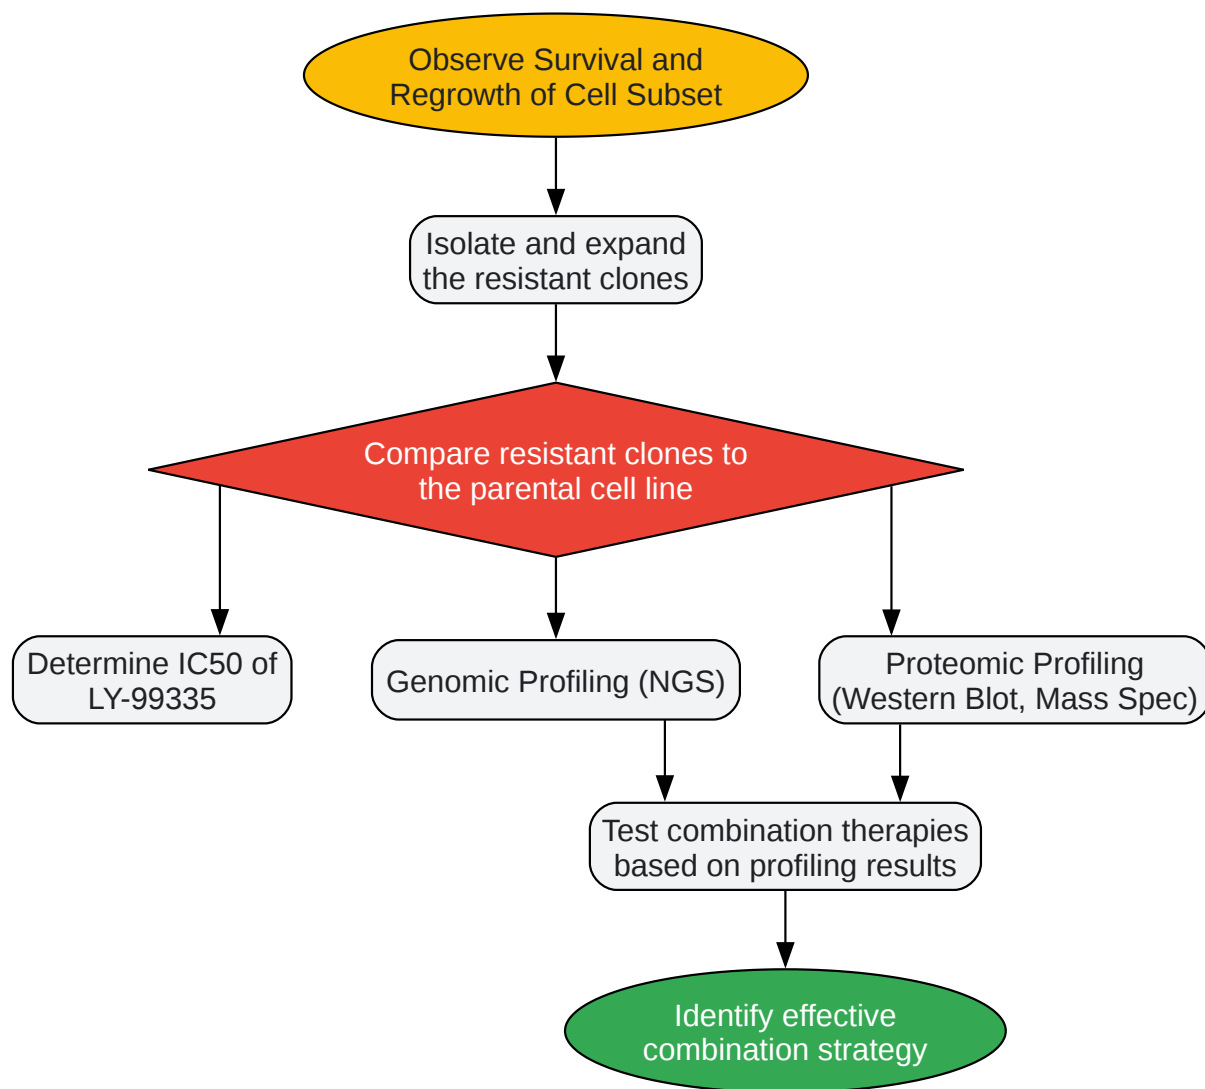 Observe Survival and
Regrowth of Cell Subset
Isolate and expand
the resistant clones
Compare resistant clones to
the parental cell line
Determine IC50 of
LY-99335
Genomic Profiling (NGS)
Proteomic Profiling
(Western Blot, Mass Spec)
Test combination therapies
based on profiling results
Identify effective
combination strategy